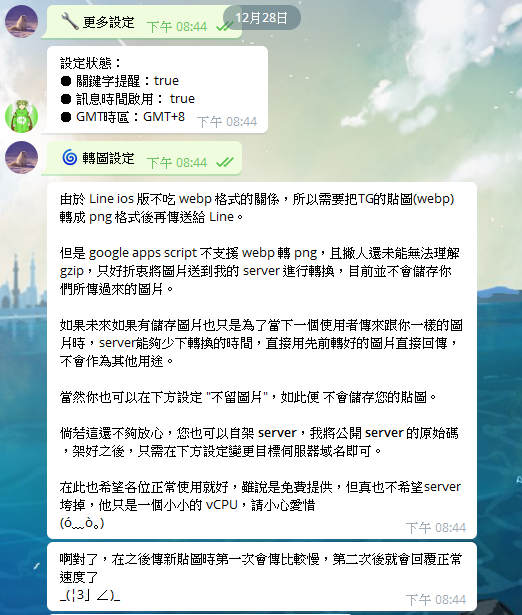 🔧 更多設定 下午 08:44
12月28日
設定狀態：
● 關鍵字提醒：true
● 訊息時間啟用： true
● GMT時區：GMT+8 下午 08:44
🌀 轉圖設定 下午 08:44
由於 Line ios 版不吃 webp 格式的關係，所以需要把TG的貼圖(webp)
轉成 png 格式後再傳送給 Line。
但是 google apps script 不支援 webp 轉 png，且撇人還未能無法理解
gzip，只好折衷將圖片送到我的 server 進行轉換，目前並不會儲存你
們所傳過來的圖片。
如果未來如果有儲存圖片也只是為了當下一個使用者傳來跟你一樣的圖
片時，server能夠少下轉換的時間，直接用先前轉好的圖片直接回傳，
不會作為其他用途。
當然你也可以在下方設定 "不留圖片"，如此便 不會儲存您的貼圖。
倘若這還不夠放心，您也可以自架 server，我將公開 server 的原始碼
，架好之後，只需在下方設定變更目標伺服器域名即可。
在此也希望各位正常使用就好，雖說是免費提供，但真也不希望server
垮掉，他只是一個小小的 vCPU，請小心愛惜
(ó﹏ò｡)
下午 08:44
啊對了，在之後傳新貼圖時第一次會傳比較慢，第二次後就會回覆正常
速度了
_(¦3」∠)_
下午 08:44